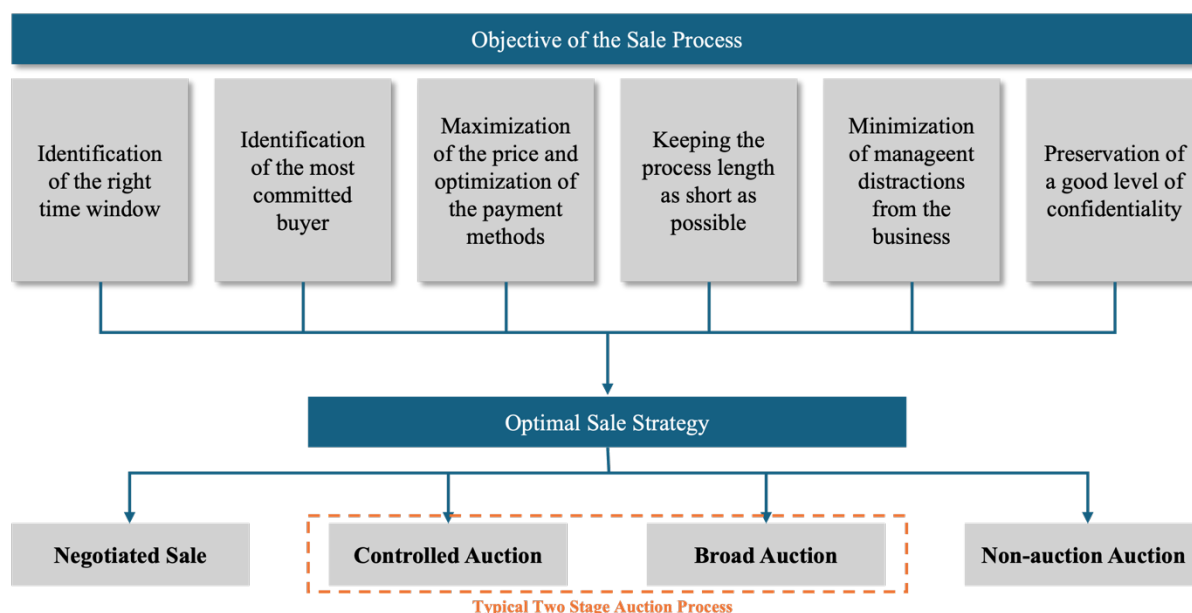 Objective of the Sale Process
Identification
of the right
time window
Identification
of the most
committed
buyer
Maximization
of the price and
optimization of
the payment
methods
Keeping the
process length
as short as
possible
Minimization
of manageent
distractions
from the
business
Preservation of
a good level of
confidentiality
Optimal Sale Strategy
Negotiated Sale
Controlled Auction
Broad Auction
Non-auction Auction
Typical Two Stage Auction Process